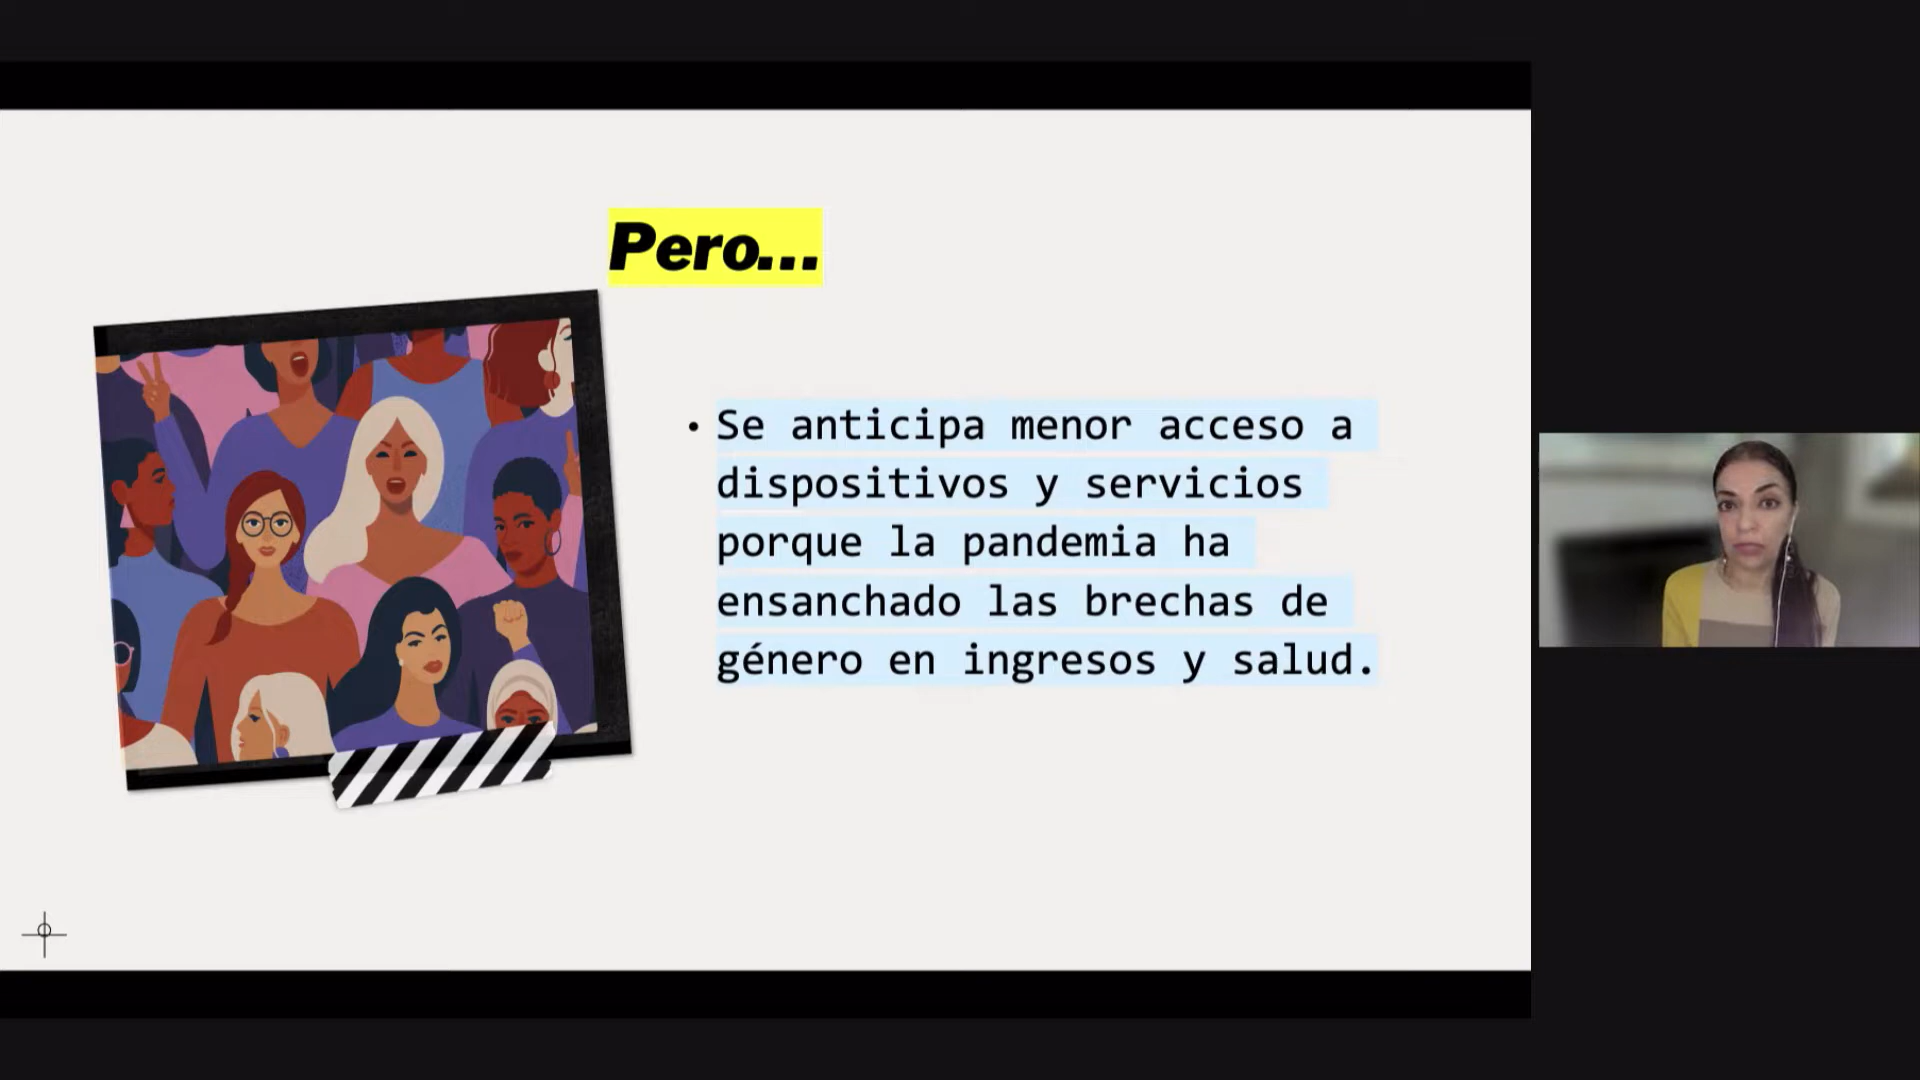 Pero...
• Se anticipa menor acceso a
dispositivos y servicios
porque la pandemia ha
ensanchado las brechas de
género en ingresos y salud.